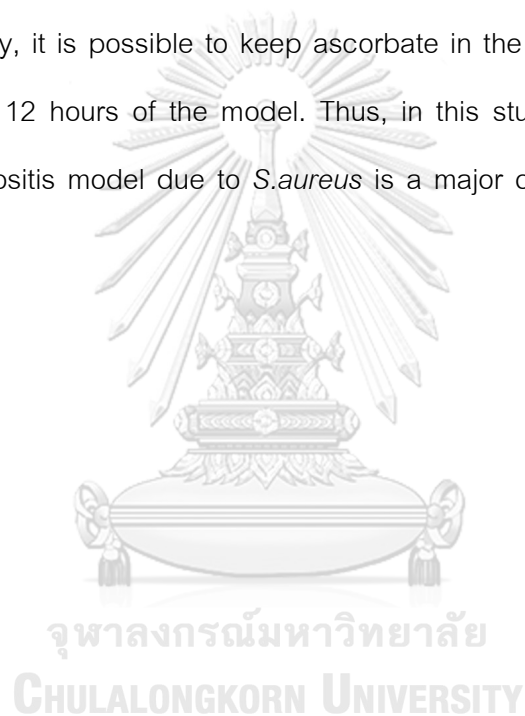 y, it is possible to keep ascorbate in the
12 hours of the model. Thus, in this stu
ositis model due to S.aureus is a major c
จุฬาลงกรณ์มหาวิทยาลัย
CHULALONGKORN UNIVERSITY